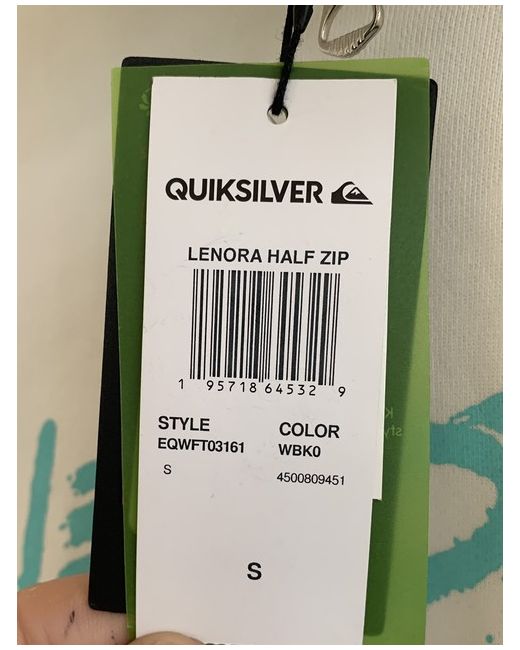 QUIKSILVER
LENORA HALF ZIP
1 95718 64532 9
STYLE COLOR
EQWFT03161 WBK0
S 4500809451
S